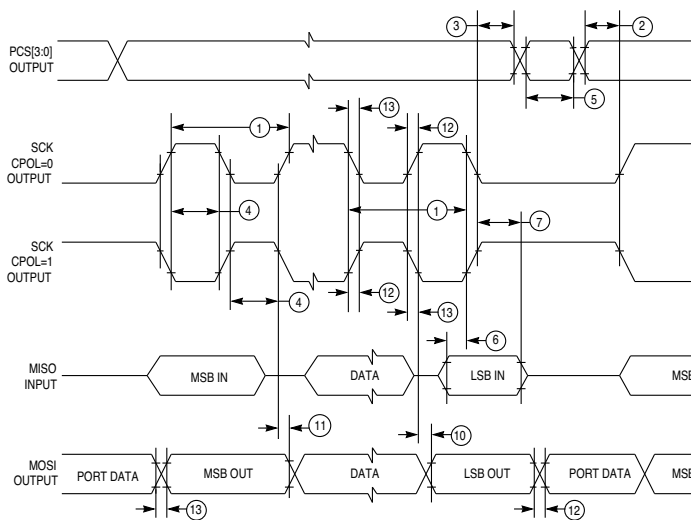 3 2
PCS[3:0]
OUTPUT
5
13
1 12
SCK
CPOL=0
OUTPUT
4 1
7
SCK
CPOL=1
OUTPUT
12
4
13
6
MISO
INPUT
MSB IN DATA LSB IN MSB
11 10
MOSI
OUTPUT
PORT DATA MSB OUT DATA LSB OUT PORT DATA MSB
13 12